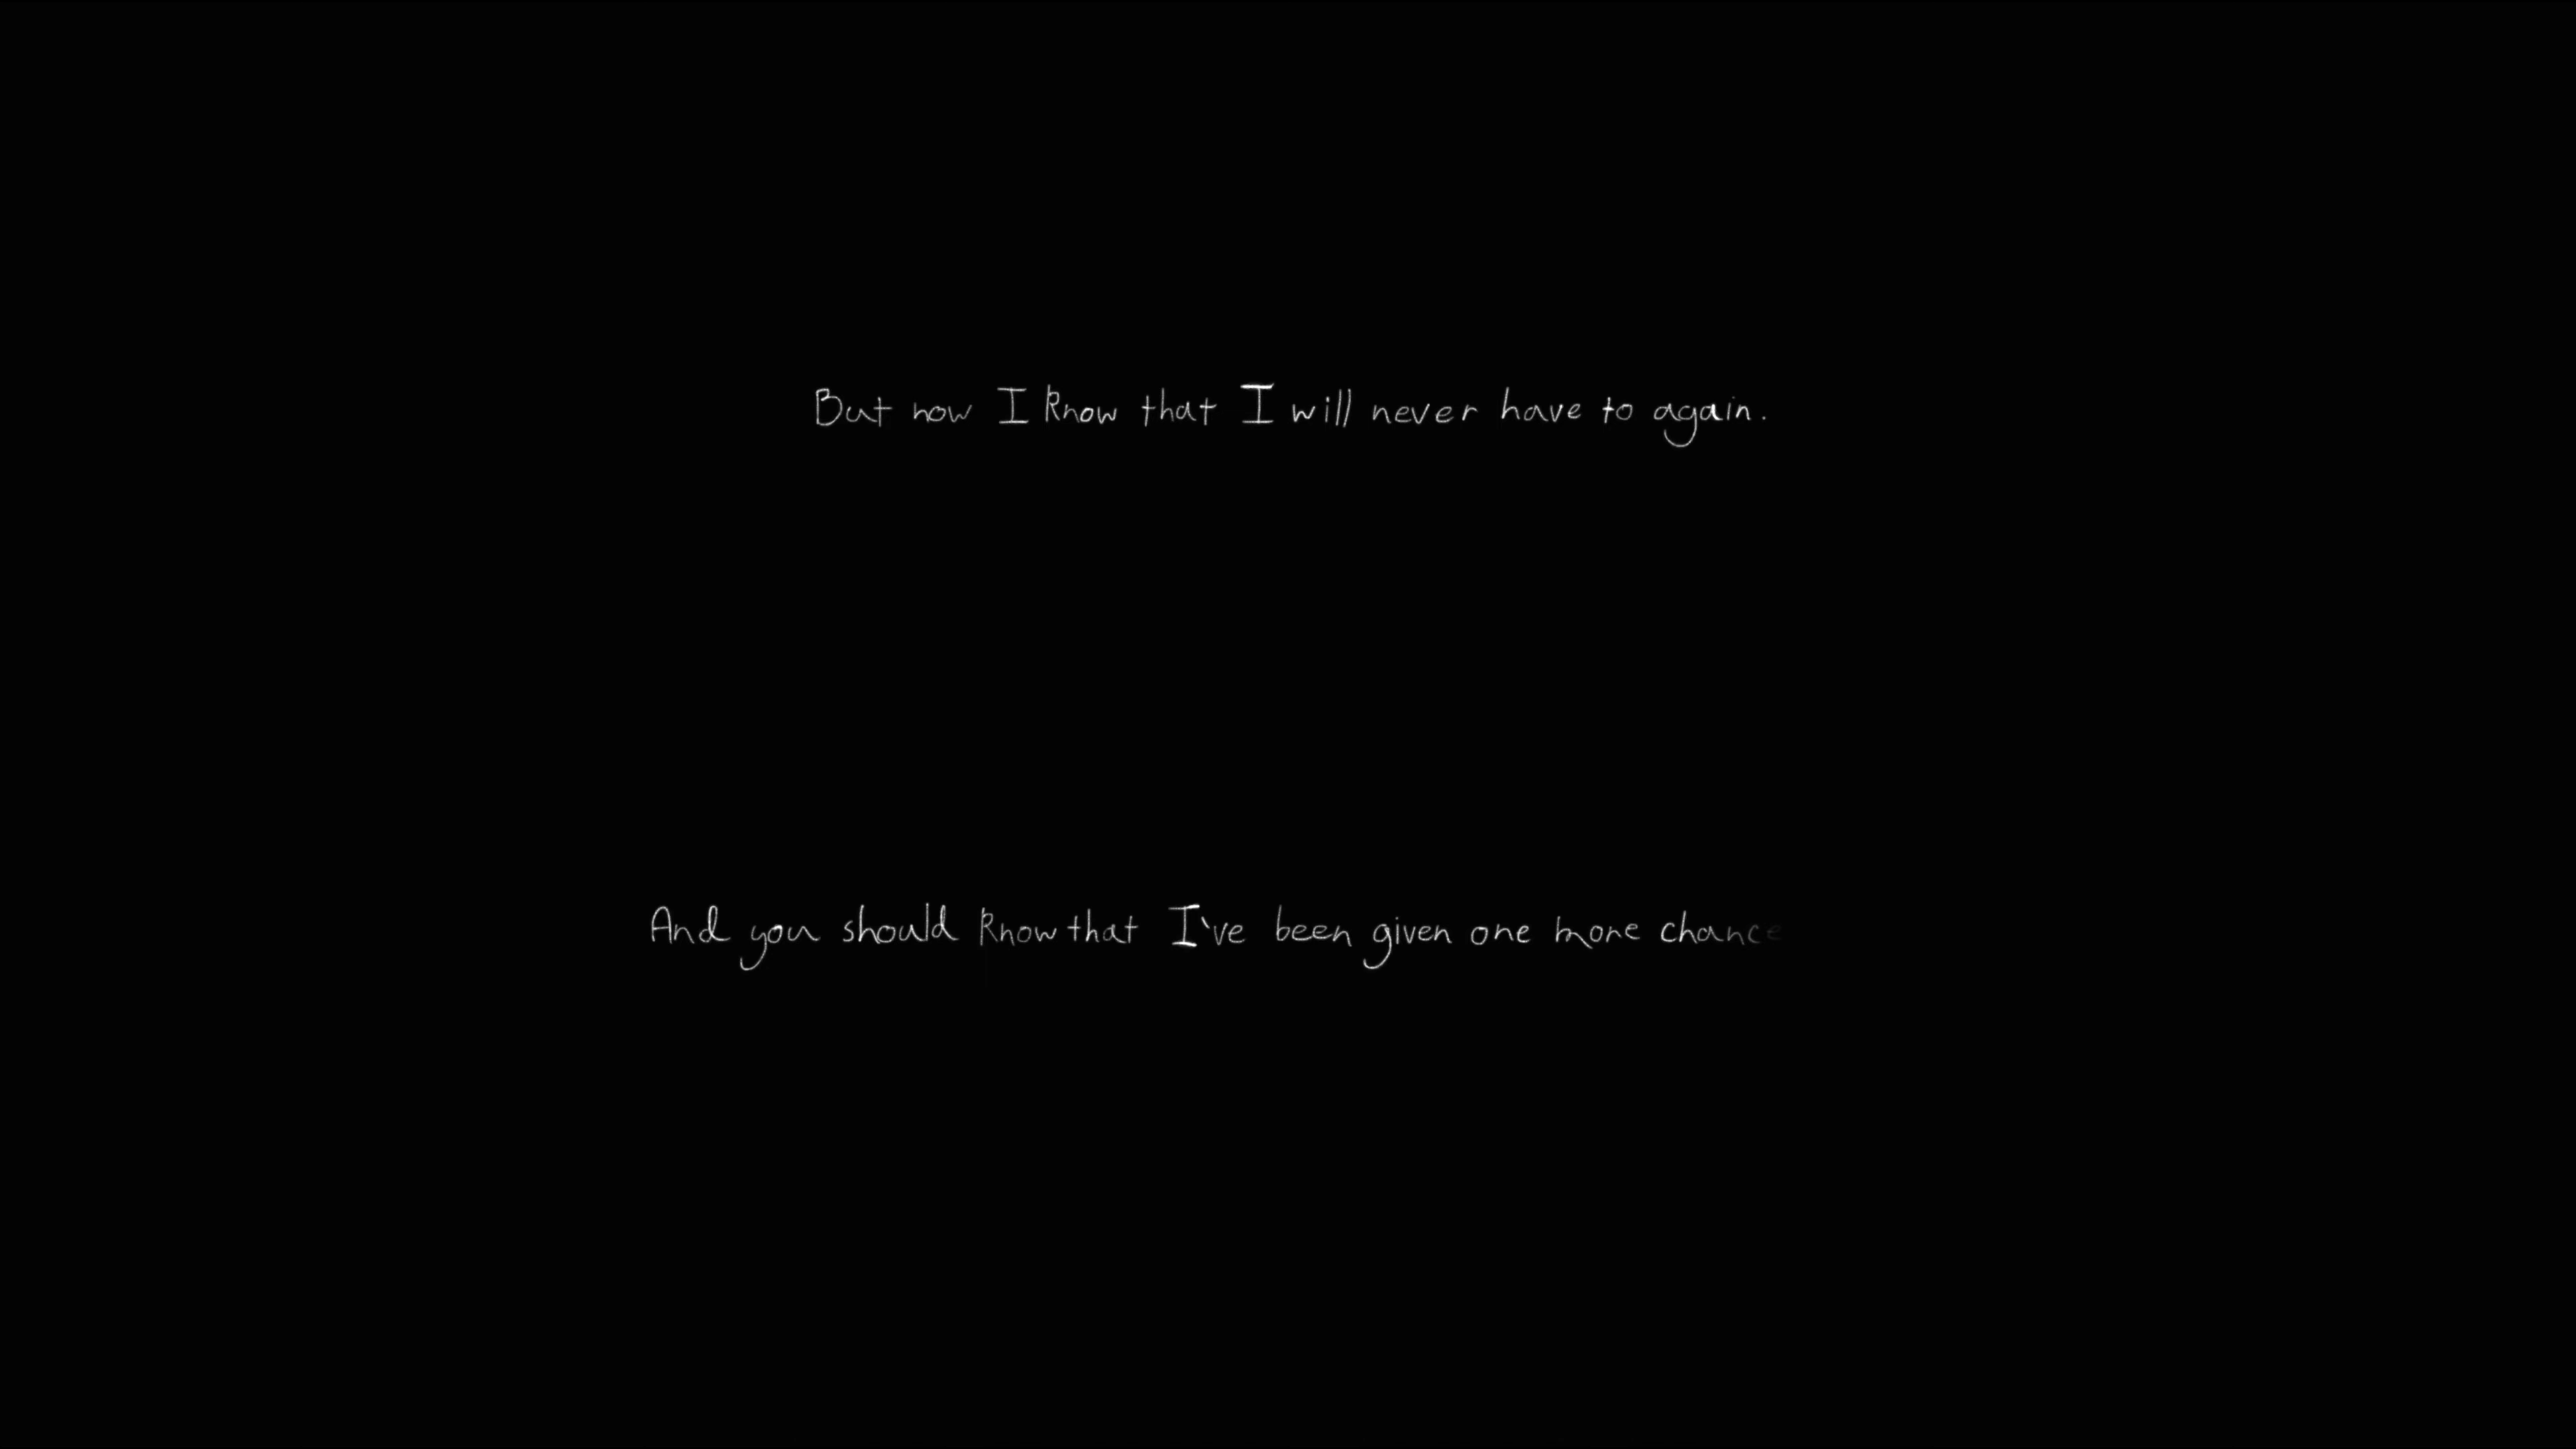 But now I know that I will never have to again.
And you should know that I've been given one more chance